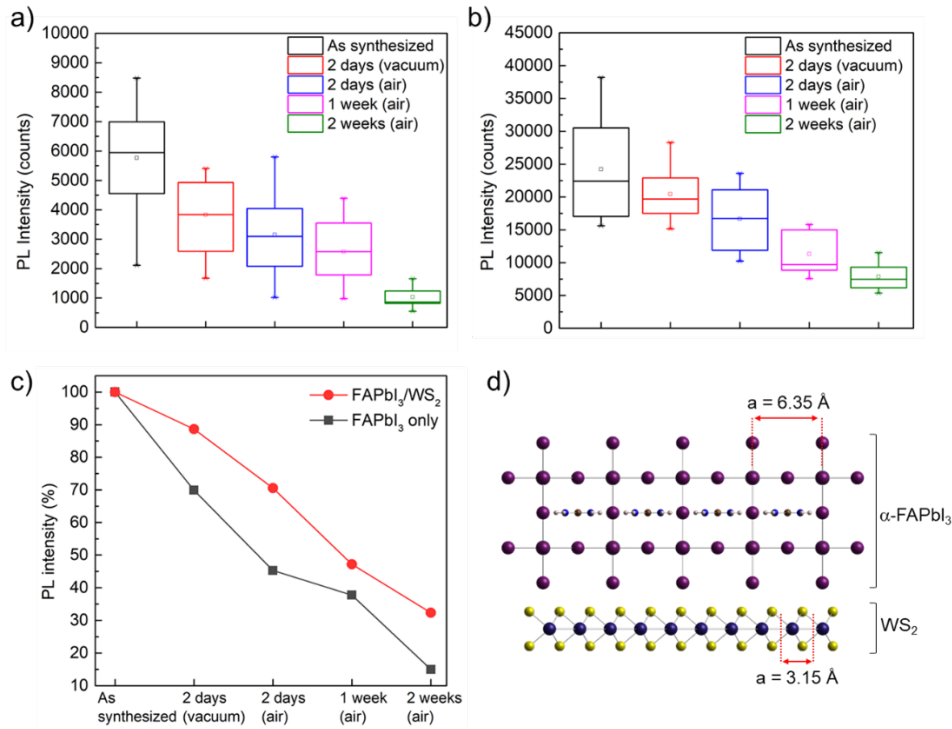 a)
PL Intensity (counts)
10000
9000
8000
7000
6000
5000
4000
3000
2000
1000
0
As synthesized
2 days (vacuum)
2 days (air)
1 week (air)
2 weeks (air)
b)
PL Intensity (counts)
45000
40000
35000
30000
25000
20000
15000
10000
5000
0
As synthesized
2 days (vacuum)
2 days (air)
1 week (air)
2 weeks (air)
c)
PL intensity (%)
100
90
80
70
60
50
40
30
20
10
FAPbI₃/WS₂
FAPbI₃ only
As
synthesized
2 days
(vacuum)
2 days
(air)
1 week
(air)
2 weeks
(air)
d)
a = 6.35 Å
α-FAPbI₃
WS₂
a = 3.15 Å